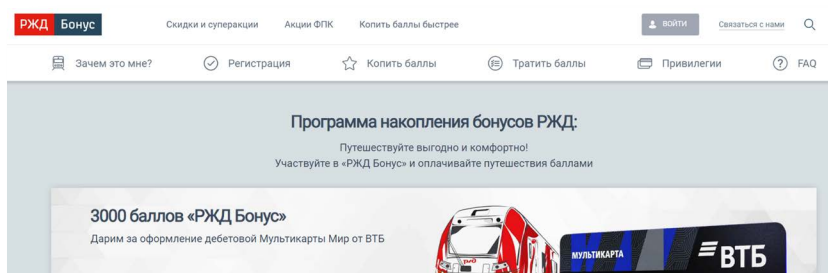 РЖД Бонус Скидки и суперакции Акции ФПК Копить баллы быстрее ВОЙТИ Связаться с нами
Зачем это мне? Регистрация Копить баллы Тратить баллы Привилегии FAQ
Программа накопления бонусов РЖД:
Путешествуйте выгодно и комфортно!
Участвуйте в «РЖД Бонус» и оплачивайте путешествия баллами
3000 баллов «РЖД Бонус»
Дарим за оформление дебетовой Мультикарты Мир от ВТБ
МУЛЬТИКАРТА ВТБ
РЖД